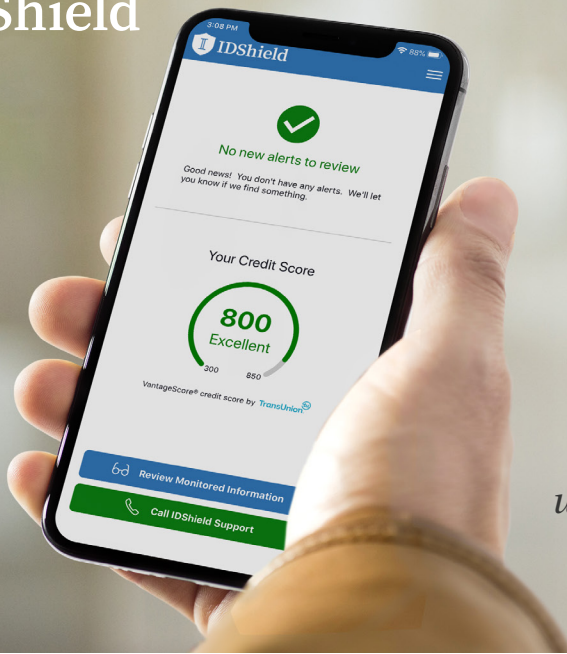 Shield
3:08 PM
88%
IDShield
No new alerts to review
Good news! You don't have any alerts. We'll let
you know if we find something.
Your Credit Score
800
Excellent
300 850
VantageScore® credit score by TransUnion
Review Monitored Information
Call IDShield Support